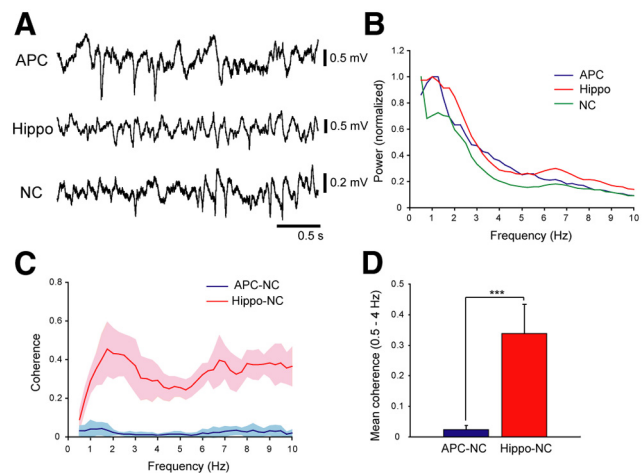 A
APC
0.5 mV
Hippo
0.5 mV
NC
0.2 mV
0.5 s
B
Power (normalized)
1.2
1.0
0.8
0.6
0.4
0.2
0
0 1 2 3 4 5 6 7 8 9 10
Frequency (Hz)
APC
Hippo
NC
C
Coherence
0.8
0.6
0.4
0.2
0
0 1 2 3 4 5 6 7 8 9 10
Frequency (Hz)
APC-NC
Hippo-NC
D
Mean coherence (0.5 - 4 Hz)
0.5
0.4
0.3
0.2
0.1
0
***
APC-NC Hippo-NC